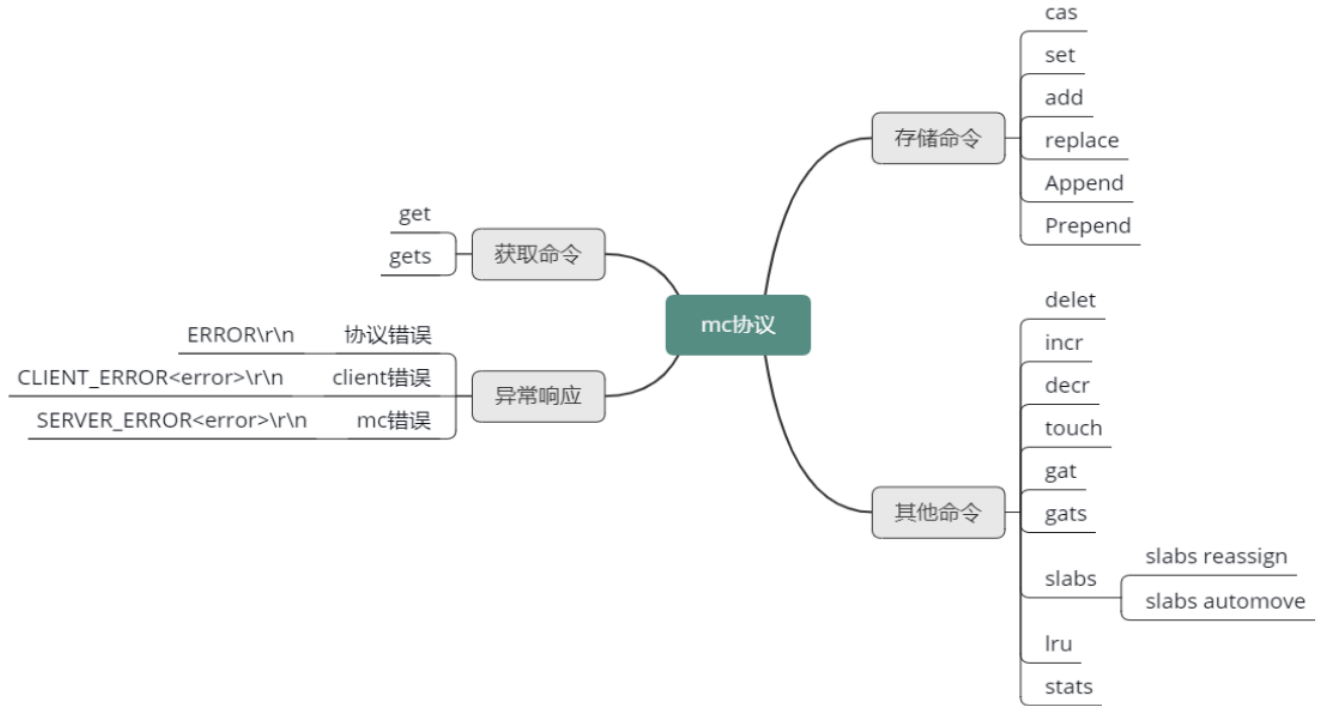 mc协议
存储命令
cas
set
add
replace
Append
Prepend
获取命令
get
gets
异常响应
协议错误
ERROR\r\n
client错误
CLIENT_ERROR<error>\r\n
mc错误
SERVER_ERROR<error>\r\n
其他命令
delet
incr
decr
touch
gat
gats
slabs
slabs reassign
slabs automove
lru
stats